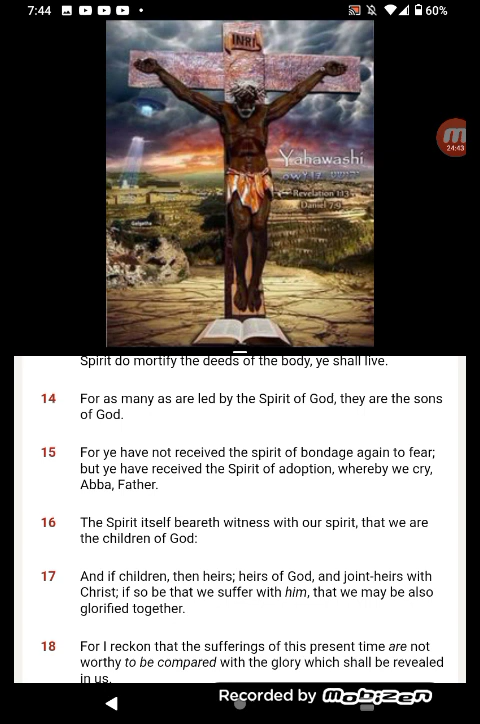 7:44
60%
INRI
24:43
Yahawashi
Revelation 1:13
Daniel 7:9
Golgotha
Spirit do mortify the deeds of the body, ye shall live.
14 For as many as are led by the Spirit of God, they are the sons
of God.
15 For ye have not received the spirit of bondage again to fear;
but ye have received the Spirit of adoption, whereby we cry,
Abba, Father.
16 The Spirit itself beareth witness with our spirit, that we are
the children of God:
17 And if children, then heirs; heirs of God, and joint-heirs with
Christ; if so be that we suffer with him, that we may be also
glorified together.
18 For I reckon that the sufferings of this present time are not
worthy to be compared with the glory which shall be revealed
in us.
Recorded by Mobizen